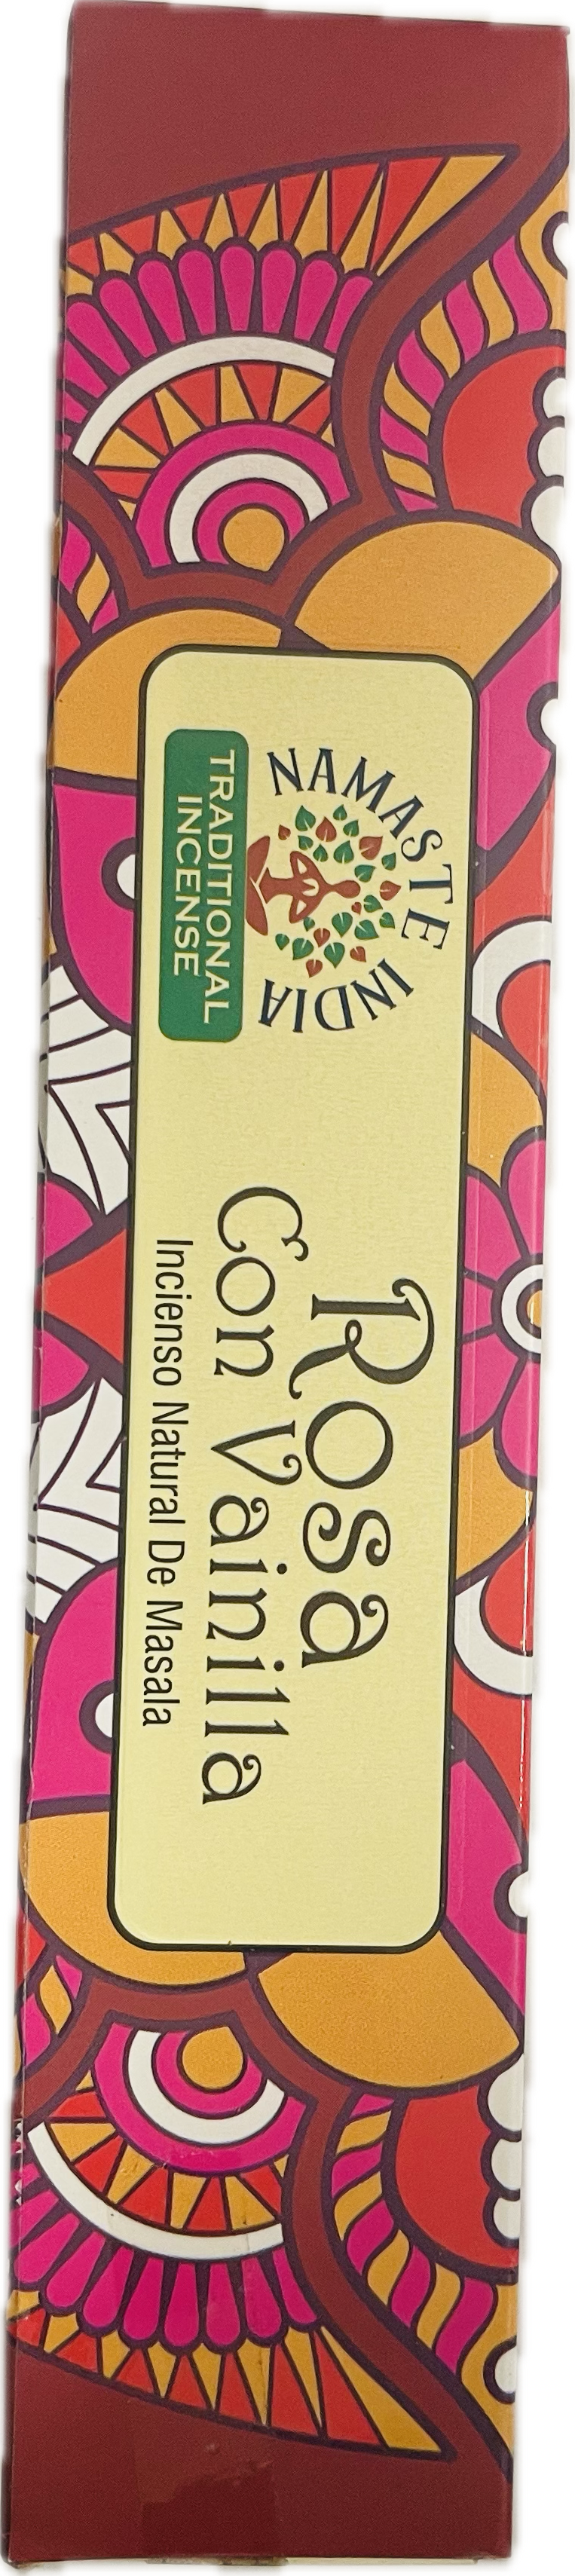 NAMASTE INDIA
TRADITIONAL
INCENSE
Rosa
Con Vainilla
Incienso Natural De Masala